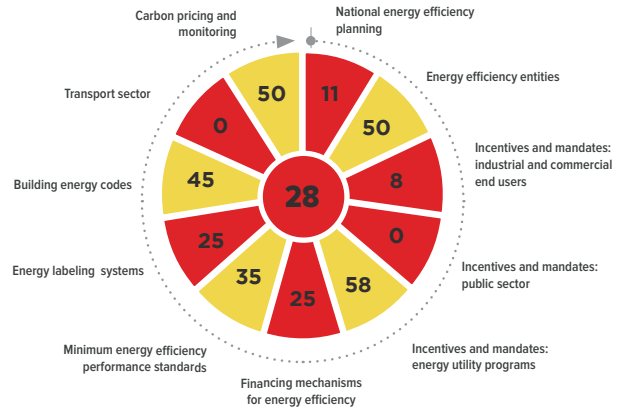 National energy efficiency
planning
11
Energy efficiency entities
50
Incentives and mandates:
industrial and commercial
end users
8
Incentives and mandates:
public sector
0
Incentives and mandates:
energy utility programs
58
Financing mechanisms
for energy efficiency
25
Minimum energy efficiency
performance standards
35
Energy labeling systems
25
Building energy codes
45
Transport sector
0
Carbon pricing and
monitoring
50
28